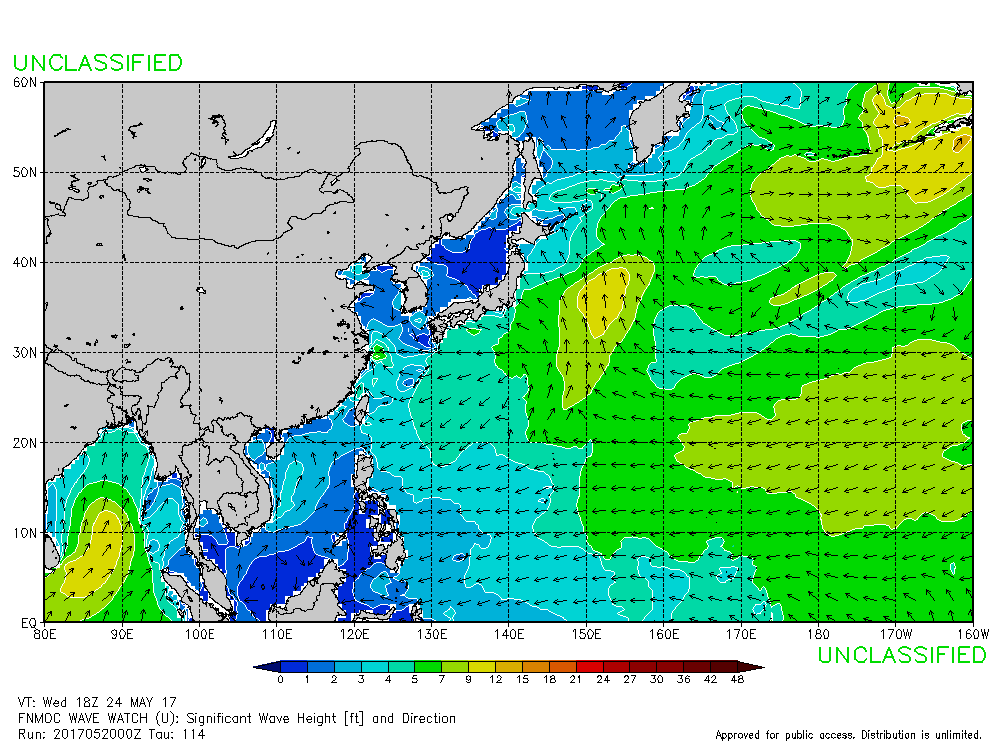 UNCLASSIFIED
60N
50N
40N
30N
20N
10N
EQ
80E 90E 100E 110E 120E 130E 140E 150E 160E 170E 180 170W 160W
UNCLASSIFIED
0 1 2 3 4 5 7 9 12 15 18 21 24 27 30 36 42 48
VT: Wed 18Z 24 MAY 17
FNMOC WAVE WATCH (U): Significant Wave Height [ft] and Direction
Run: 2017052000Z Tau: 114
Approved for public access. Distribution is unlimited.